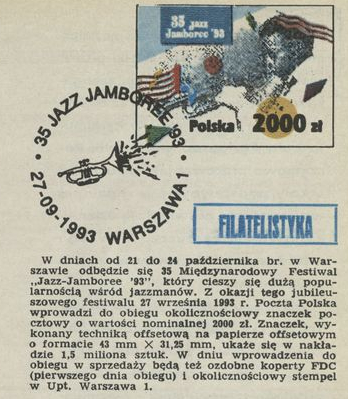 35 jazz
Jamboree '93
Polska 2000 zł
• 35 JAZZ JAMBOREE '93 •
27-09-1993 WARSZAWA 1
FILATELISTYKA
W dniach od 21 do 24 października br. w War-
szawie odbędzie się 35 Międzynarodowy Festiwal
„Jazz-Jamboree '93", który cieszy się dużą popu-
larnością wśród jazzmanów. Z okazji tego jubileu-
szowego festiwalu 27 września 1993 r. Poczta Polska
wprowadzi do obiegu okolicznościowy znaczek po-
cztowy o wartości nominalnej 2000 zł. Znaczek, wy-
konany techniką offsetową na papierze offsetowym
o formacie 43 mm × 31,25 mm, ukaże się w nakła-
dzie 1,5 miliona sztuk. W dniu wprowadzenia do
obiegu w sprzedaży będą też ozdobne koperty FDC
(pierwszego dnia obiegu) i okolicznościowy stempel
w Upt. Warszawa 1.